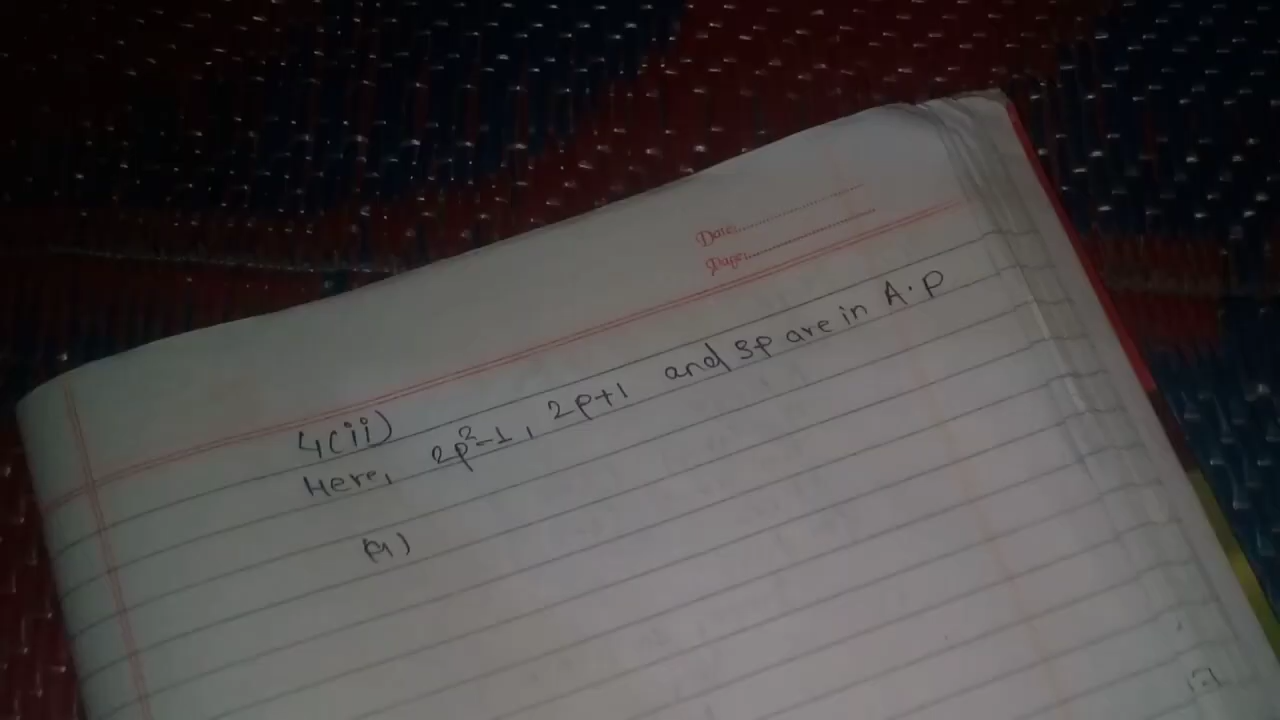 Date:
Page:
4(ii)
Here, 2p²-1, 2p+1 and 3p are in A.P
(a)